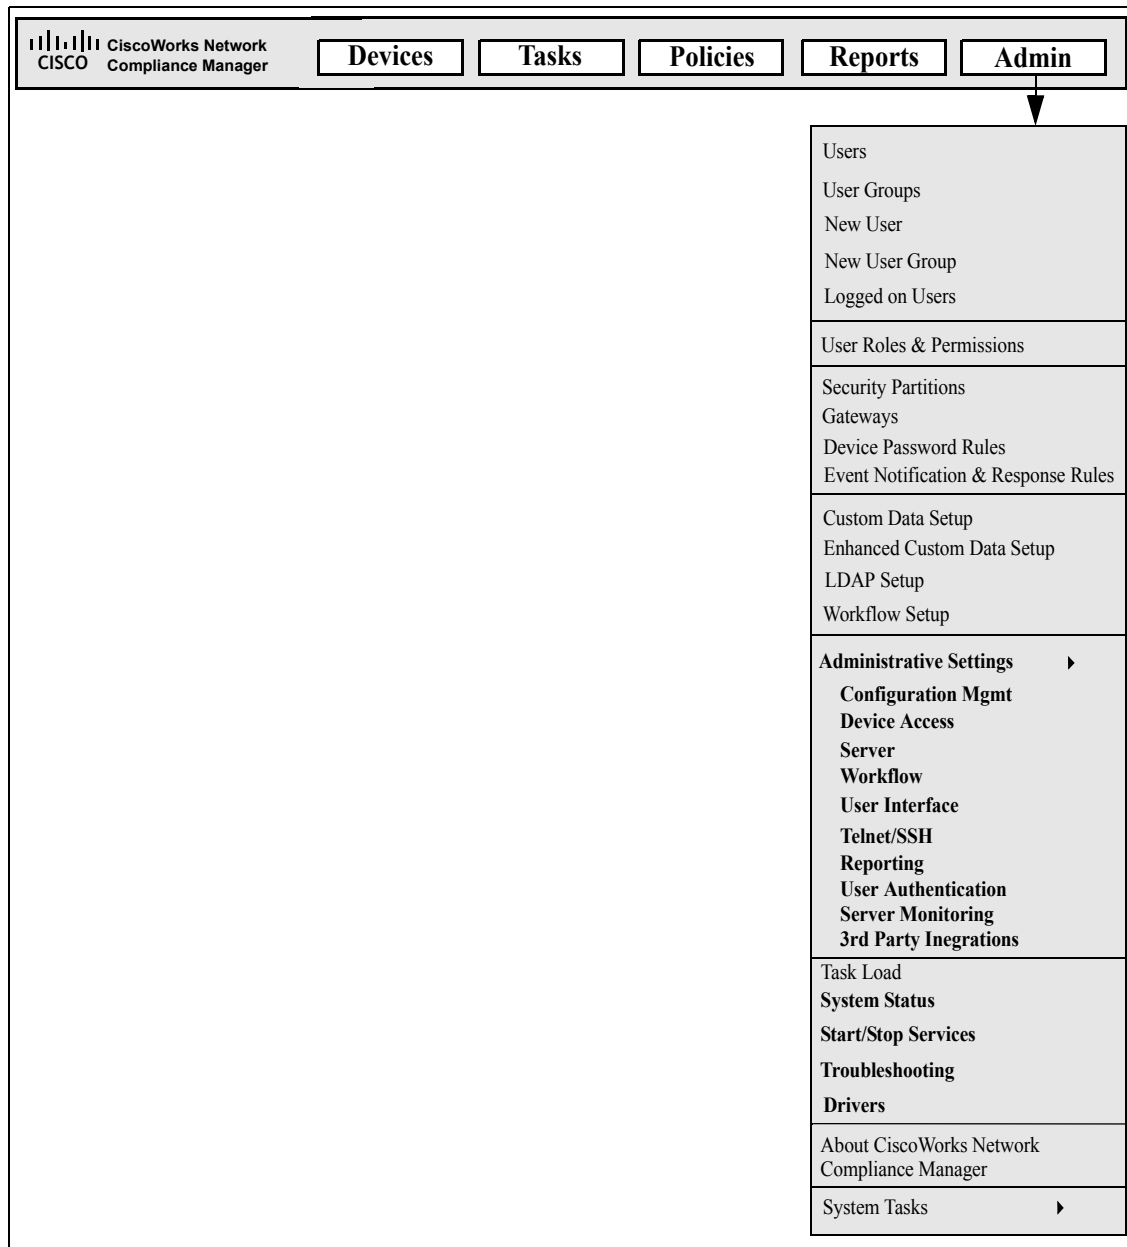 CISCO
CiscoWorks Network
Compliance Manager
Devices
Tasks
Policies
Reports
Admin
Users
User Groups
New User
New User Group
Logged on Users
User Roles & Permissions
Security Partitions
Gateways
Device Password Rules
Event Notification & Response Rules
Custom Data Setup
Enhanced Custom Data Setup
LDAP Setup
Workflow Setup
Administrative Settings
Configuration Mgmt
Device Access
Server
Workflow
User Interface
Telnet/SSH
Reporting
User Authentication
Server Monitoring
3rd Party Inegrations
Task Load
System Status
Start/Stop Services
Troubleshooting
Drivers
About CiscoWorks Network
Compliance Manager
System Tasks